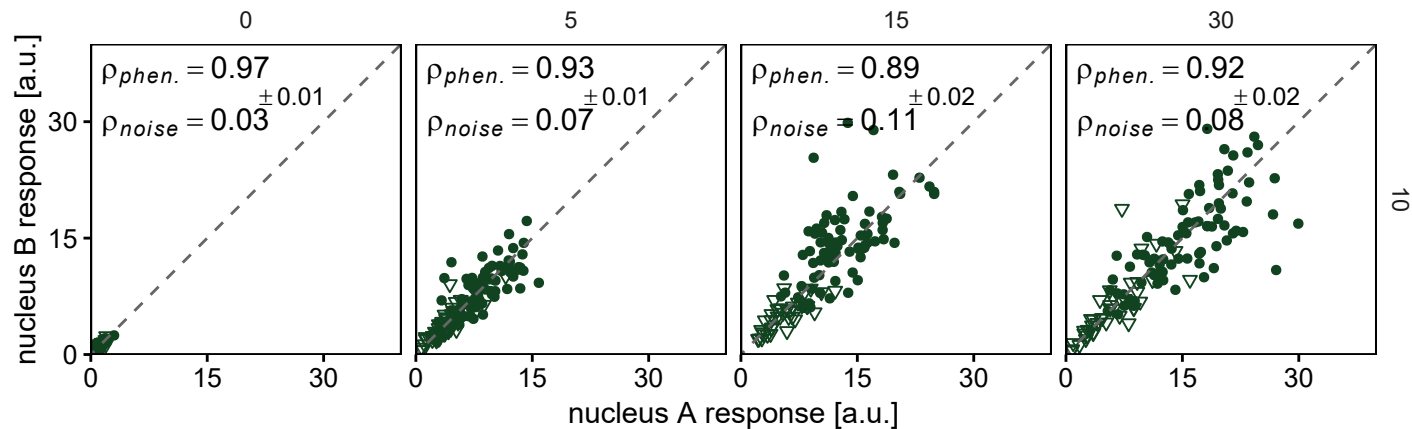 0 5 15 30
ρphen. = 0.97
± 0.01
ρnoise = 0.03
ρphen. = 0.93
± 0.01
ρnoise = 0.07
ρphen. = 0.89
± 0.02
ρnoise = 0.11
ρphen. = 0.92
± 0.02
ρnoise = 0.08
10
nucleus B response [a.u.]
30
15
0
0 15 30 0 15 30 0 15 30 0 15 30
nucleus A response [a.u.]